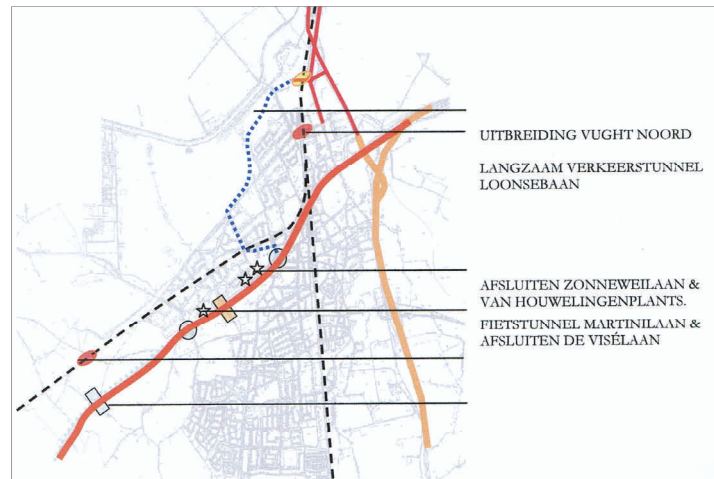 UITBREIDING VUGHT NOORD
LANGZAAM VERKEERSTUNNEL
LOONSEBAAN
AFSLUITEN ZONNEWEILAAN &
VAN HOUWELINGENPLANTS.
FIETSTUNNEL MARTINILAAN &
AFSLUITEN DE VISÉLAAN